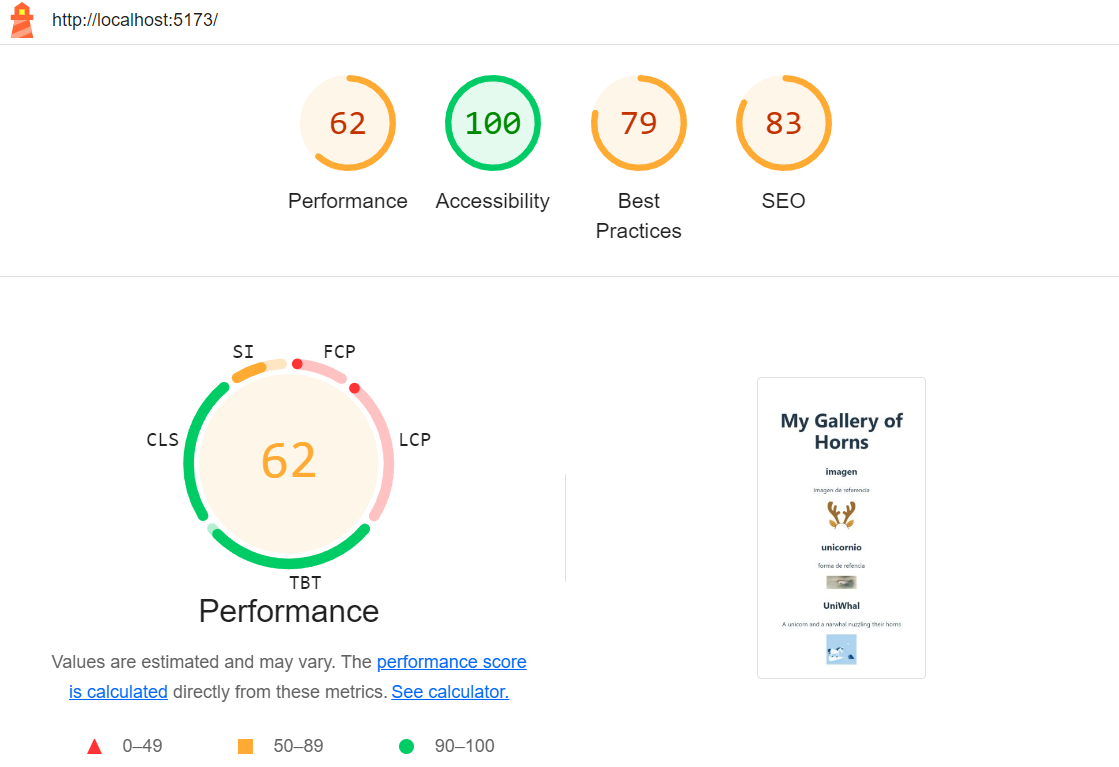 http://localhost:5173/
62
100
79
83
Performance
Accessibility
Best
Practices
SEO
SI
FCP
CLS
LCP
62
TBT
Performance
Values are estimated and may vary. The performance score
is calculated directly from these metrics. See calculator.
0–49
50–89
90–100
My Gallery of
Horns
imagen
imagen de referencia
unicornio
forma de refencia
UniWhal
A unicorn and a narwhal nuzzling their horns